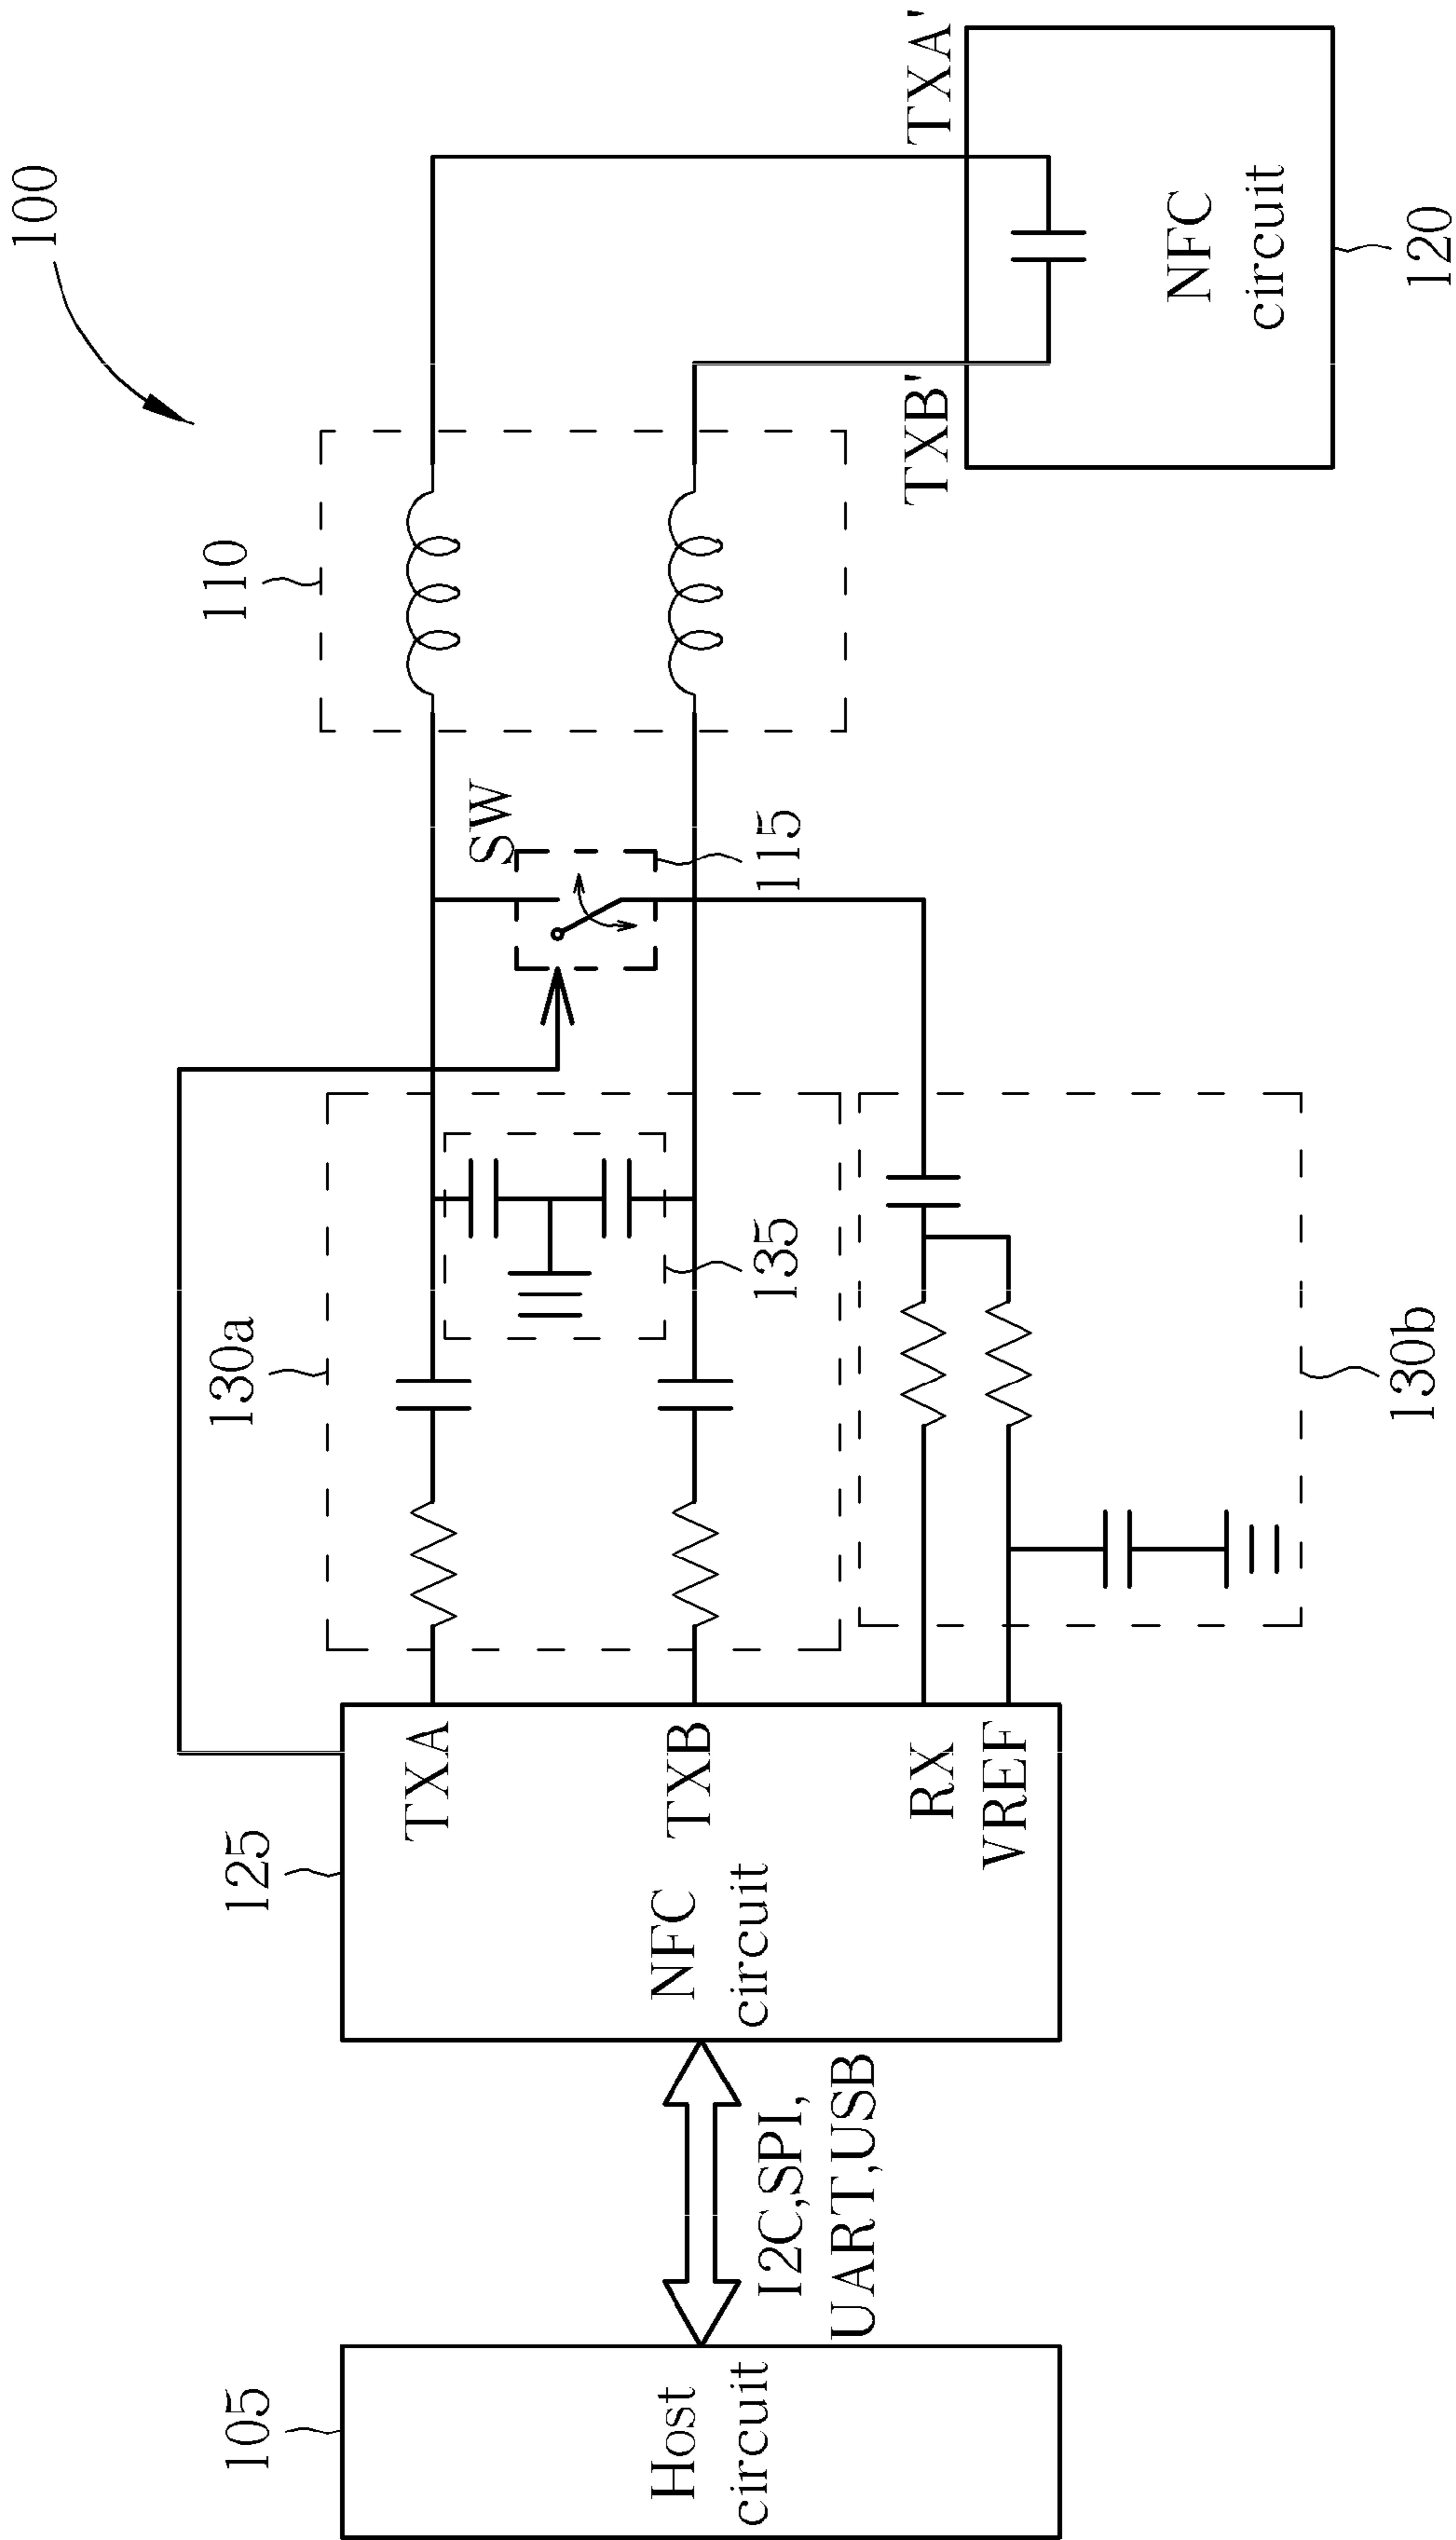 100
105
Host
circuit
I2C,SPI,
UART,USB
125
NFC
circuit
TXA
TXB
RX
VREF
130a
135
130b
SW
115
110
TXA'
TXB'
NFC
circuit
120